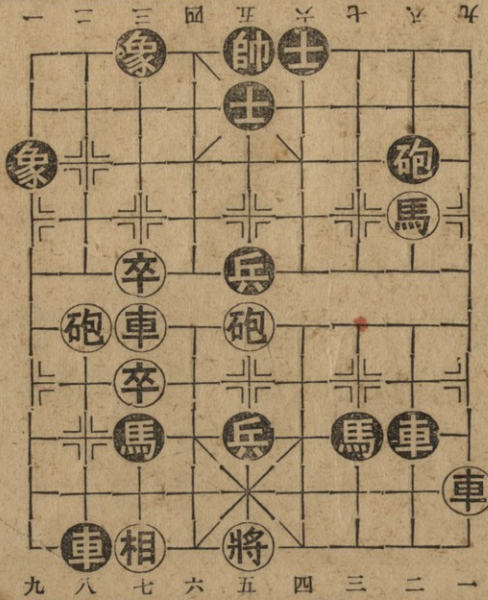 一 二 三 四 五 六 七 八 九
象 帥 士
士
象 砲
馬
卒 兵
砲 車 砲
卒
馬 兵 馬 車
車
車 相 將
九 八 七 六 五 四 三 二 一